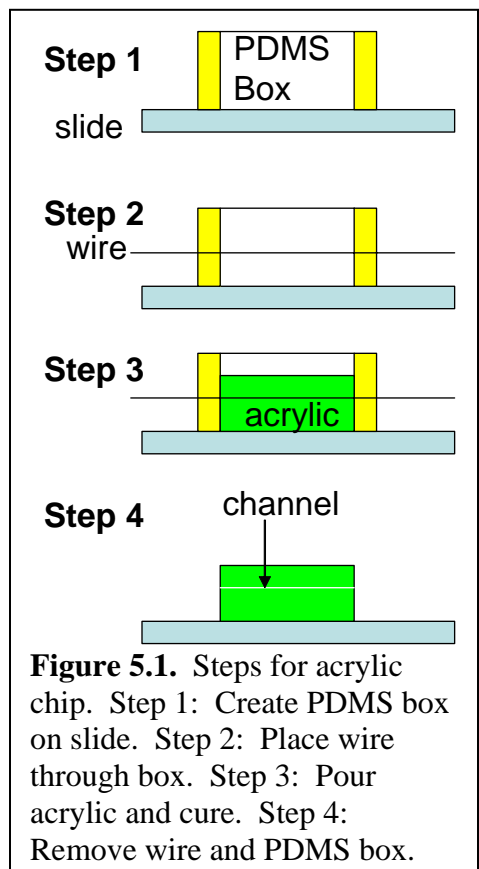 Step 1
PDMS
Box
slide
Step 2
wire
Step 3
acrylic
Step 4
channel
Figure 5.1. Steps for acrylic
chip. Step 1: Create PDMS box
on slide. Step 2: Place wire
through box. Step 3: Pour
acrylic and cure. Step 4:
Remove wire and PDMS box.